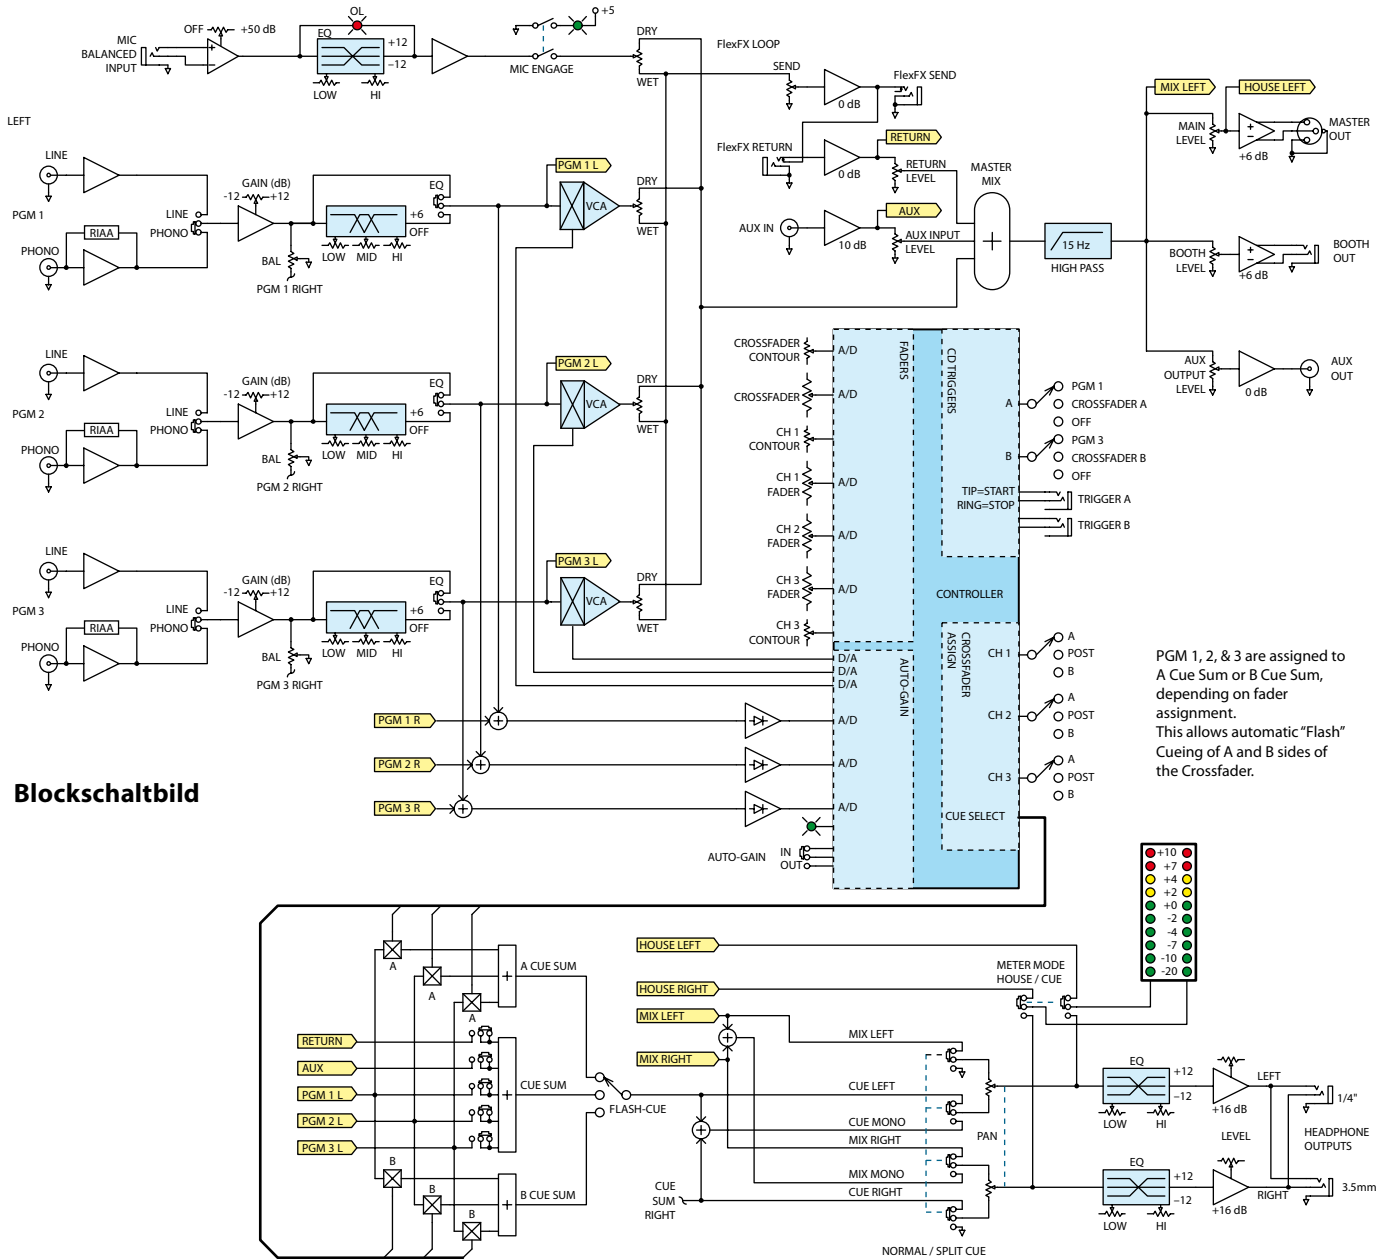 OL
OFF
+50 dB
EQ
+12
−12
MIC
BALANCED
INPUT
LOW
HI
+5
MIC ENGAGE
DRY
WET
FlexFX LOOP
SEND
0 dB
FlexFX SEND
FlexFX RETURN
0 dB
RETURN
RETURN
LEVEL
AUX IN
10 dB
AUX
AUX INPUT
LEVEL
MASTER
MIX
+
15 Hz
HIGH PASS
MIX LEFT
HOUSE LEFT
MAIN
LEVEL
+6 dB
MASTER
OUT
BOOTH
LEVEL
+6 dB
BOOTH
OUT
AUX
OUTPUT
LEVEL
0 dB
AUX
OUT
LEFT
LINE
PGM 1
RIAA
PHONO
LINE
PHONO
GAIN (dB)
-12
+12
BAL
PGM 1 RIGHT
+6
OFF
LOW
MID
HI
EQ
PGM 1 L
VCA
DRY
WET
LINE
PGM 2
RIAA
PHONO
LINE
PHONO
GAIN (dB)
-12
+12
BAL
PGM 2 RIGHT
+6
OFF
LOW
MID
HI
EQ
PGM 2 L
VCA
DRY
WET
LINE
PGM 3
RIAA
PHONO
LINE
PHONO
GAIN (dB)
-12
+12
BAL
PGM 3 RIGHT
+6
OFF
LOW
MID
HI
EQ
PGM 3 L
VCA
DRY
WET
CROSSFADER
CONTOUR
A/D
CROSSFADER
A/D
CH 1
CONTOUR
CH 1
FADER
A/D
CH 2
FADER
A/D
CH 3
FADER
A/D
CH 3
CONTOUR
FADERS
CD TRIGGERS
A
PGM 1
CROSSFADER A
OFF
B
PGM 3
CROSSFADER B
OFF
TIP=START
RING=STOP
TRIGGER A
TRIGGER B
CONTROLLER
D/A
D/A
D/A
AUTO-GAIN
CROSSFADER
ASSIGN
CH 1
A
POST
B
CH 2
A
POST
B
CH 3
A
POST
B
CUE SELECT
PGM 1 R
A/D
PGM 2 R
A/D
PGM 3 R
A/D
AUTO-GAIN
IN
OUT
PGM 1, 2, & 3 are assigned to
A Cue Sum or B Cue Sum,
depending on fader
assignment.
This allows automatic “Flash”
Cueing of A and B sides of
the Crossfader.
Blockschaltbild
+10
+7
+4
+2
+0
-2
-4
-7
-10
-20
A
A
A
+
A CUE SUM
RETURN
AUX
PGM 1 L
PGM 2 L
PGM 3 L
+
CUE SUM
B
B
B
+
B CUE SUM
FLASH-CUE
HOUSE LEFT
HOUSE RIGHT
MIX LEFT
MIX RIGHT
METER MODE
HOUSE / CUE
MIX LEFT
CUE LEFT
CUE MONO
MIX RIGHT
MIX MONO
CUE RIGHT
CUE
SUM
RIGHT
PAN
NORMAL / SPLIT CUE
EQ
+12
−12
LOW
HI
+16 dB
LEFT
1/4"
LEVEL
HEADPHONE
OUTPUTS
EQ
+12
−12
LOW
HI
+16 dB
RIGHT
3.5mm